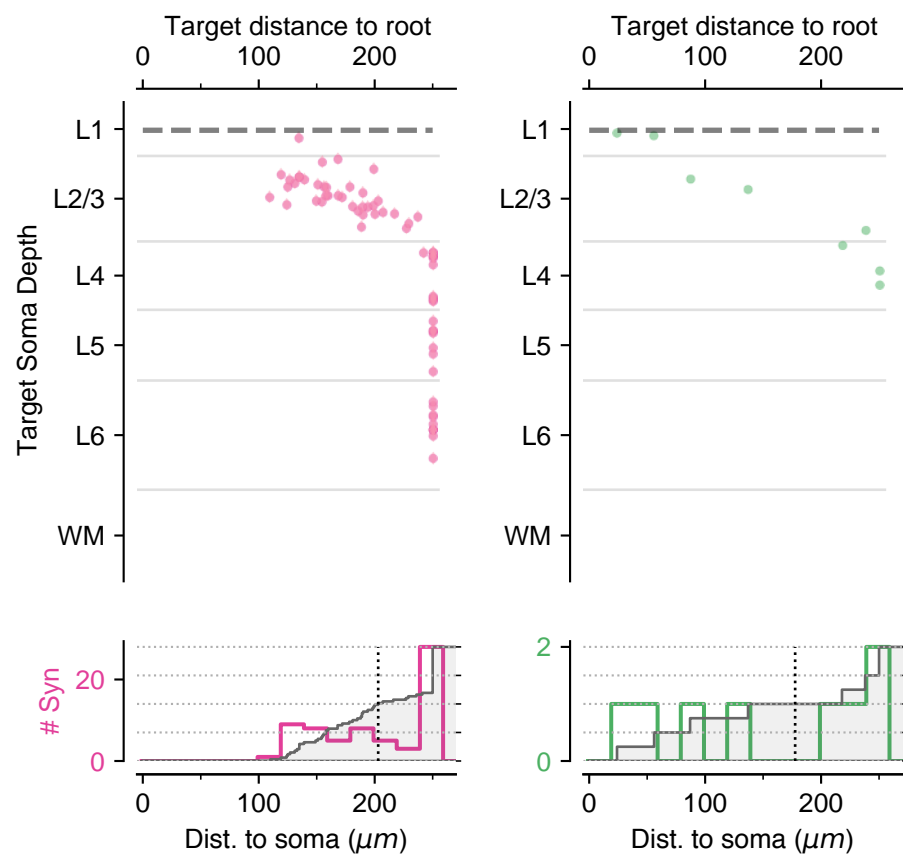 Target distance to root
Target distance to root
0 100 200
0 100 200
Target Soma Depth
L1
L2/3
L4
L5
L6
WM
L1
L2/3
L4
L5
L6
WM
# Syn
20
0
2
0
0 100 200
0 100 200
Dist. to soma (μm)
Dist. to soma (μm)